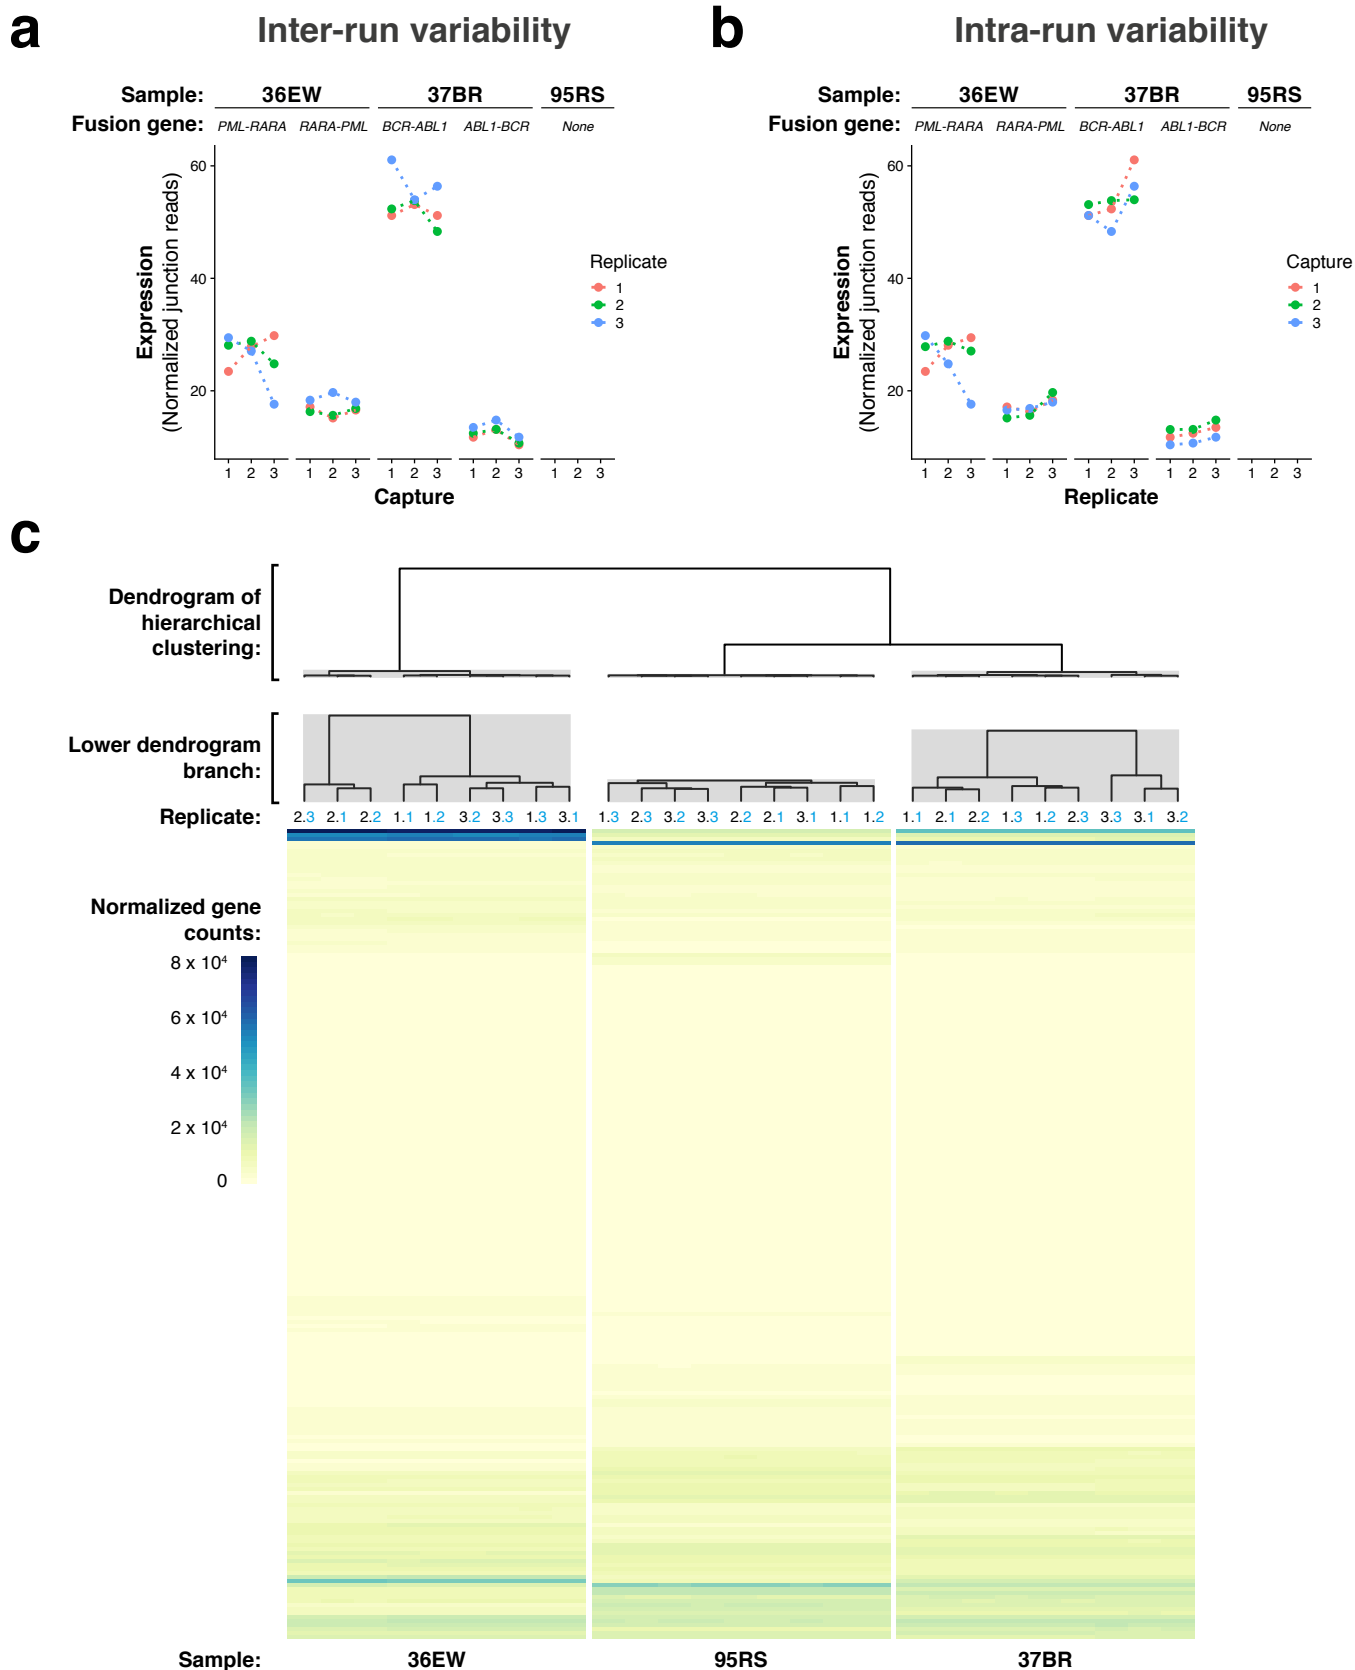 a
Inter-run variability
Sample: 36EW 37BR 95RS
Fusion gene: PML-RARA RARA-PML BCR-ABL1 ABL1-BCR None
Expression
(Normalized junction reads)
60
40
20
Replicate
1
2
3
1 2 3 1 2 3 1 2 3 1 2 3 1 2 3
Capture
b
Intra-run variability
Sample: 36EW 37BR 95RS
Fusion gene: PML-RARA RARA-PML BCR-ABL1 ABL1-BCR None
Expression
(Normalized junction reads)
60
40
20
Capture
1
2
3
1 2 3 1 2 3 1 2 3 1 2 3 1 2 3
Replicate
c
Dendrogram of
hierarchical
clustering:
Lower dendrogram
branch:
Replicate: 2.3 2.1 2.2 1.1 1.2 3.2 3.3 1.3 3.1 1.3 2.3 3.2 3.3 2.2 2.1 3.1 1.1 1.2 1.1 2.1 2.2 1.3 1.2 2.3 3.3 3.1 3.2
Normalized gene
counts:
8 x 10⁴
6 x 10⁴
4 x 10⁴
2 x 10⁴
0
Sample: 36EW 95RS 37BR